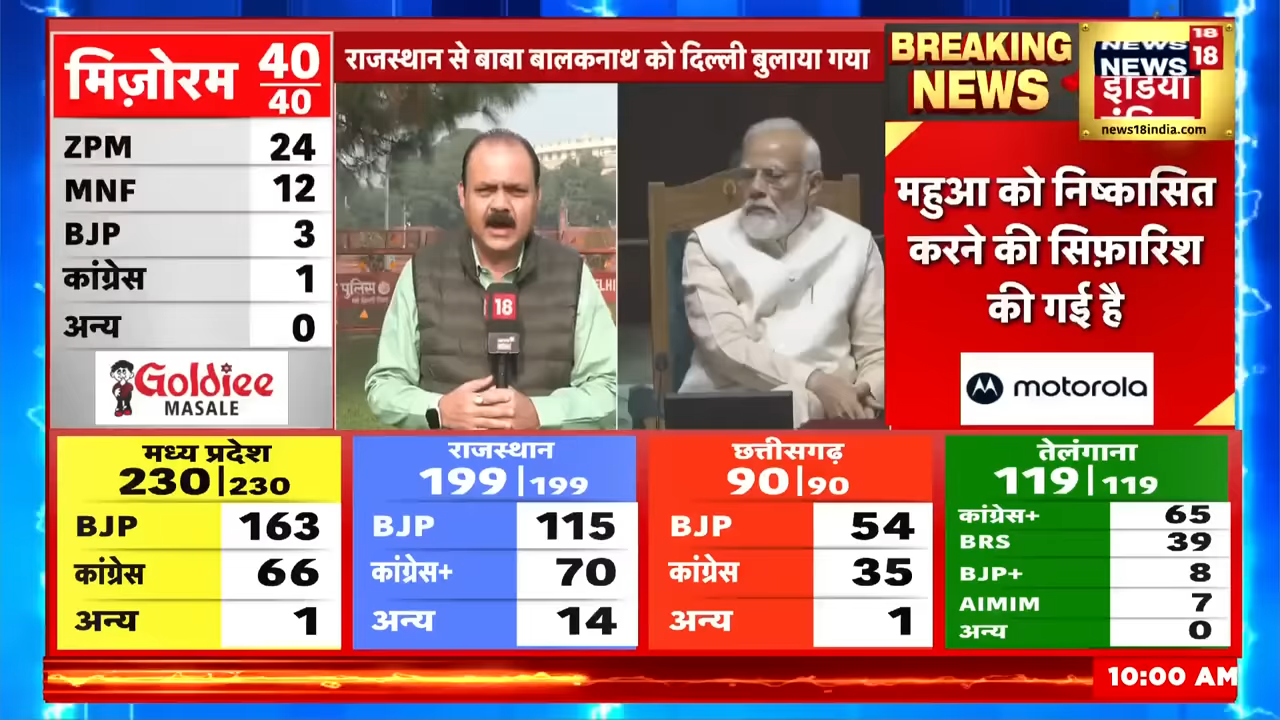 मिज़ोरम
40
40
ZPM 24
MNF 12
BJP 3
कांग्रेस 1
अन्य 0
Goldiee
MASALE
राजस्थान से बाबा बालकनाथ को दिल्ली बुलाया गया
पुलिस
18
BREAKING
NEWS
NEWS
NEWS
18
18
इंडिया
news18india.com
महुआ को निष्कासित
करने की सिफ़ारिश
की गई है
motorola
मध्य प्रदेश
230|230
BJP 163
कांग्रेस 66
अन्य 1
राजस्थान
199|199
BJP 115
कांग्रेस+ 70
अन्य 14
छत्तीसगढ़
90|90
BJP 54
कांग्रेस 35
अन्य 1
तेलंगाना
119|119
कांग्रेस+ 65
BRS 39
BJP+ 8
AIMIM 7
अन्य 0
10:00 AM